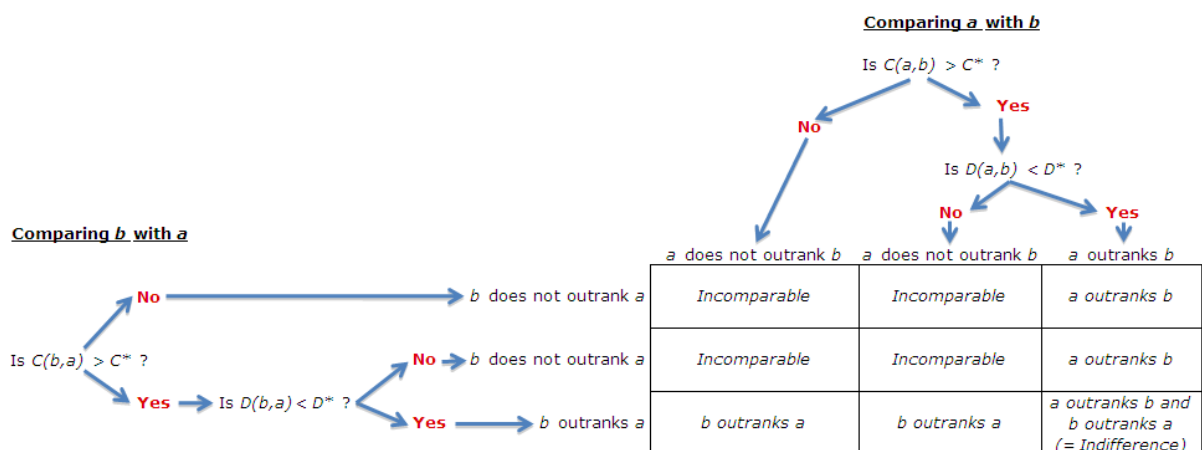 Comparing a with b
Is C(a,b) > C* ?
Yes
No
Is D(a,b) < D* ?
No
Yes
Comparing b with a
a does not outrank b
a does not outrank b
a outranks b
No
b does not outrank a
Incomparable
Incomparable
a outranks b
Is C(b,a) > C* ?
No
b does not outrank a
Incomparable
Incomparable
a outranks b
Yes
Is D(b,a) < D* ?
Yes
b outranks a
b outranks a
b outranks a
a outranks b and
b outranks a
(= Indifference)